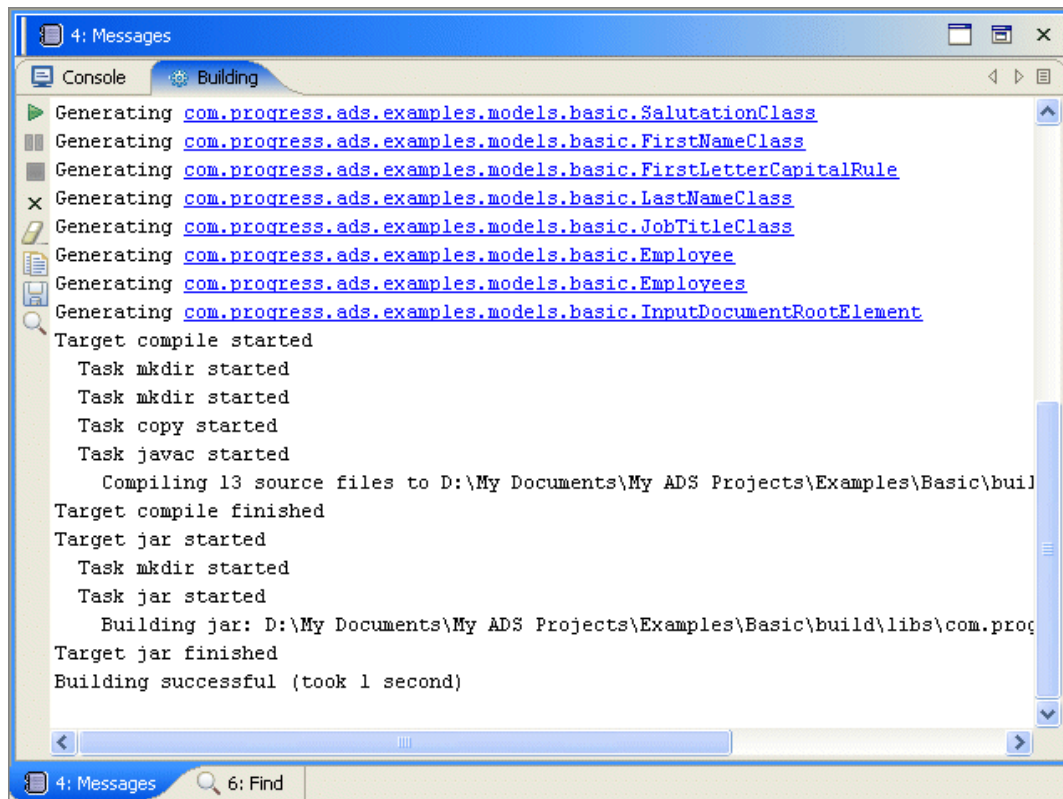 4: Messages
Console Building
Generating com.progress.ads.examples.models.basic.SalutationClass
Generating com.progress.ads.examples.models.basic.FirstNameClass
Generating com.progress.ads.examples.models.basic.FirstLetterCapitalRule
Generating com.progress.ads.examples.models.basic.LastNameClass
Generating com.progress.ads.examples.models.basic.JobTitleClass
Generating com.progress.ads.examples.models.basic.Employee
Generating com.progress.ads.examples.models.basic.Employees
Generating com.progress.ads.examples.models.basic.InputDocumentRootElement
Target compile started
Task mkdir started
Task mkdir started
Task copy started
Task javac started
Compiling 13 source files to D:\My Documents\My ADS Projects\Examples\Basic\buil
Target compile finished
Target jar started
Task mkdir started
Task jar started
Building jar: D:\My Documents\My ADS Projects\Examples\Basic\build\libs\com.prog
Target jar finished
Building successful (took 1 second)
4: Messages 6: Find